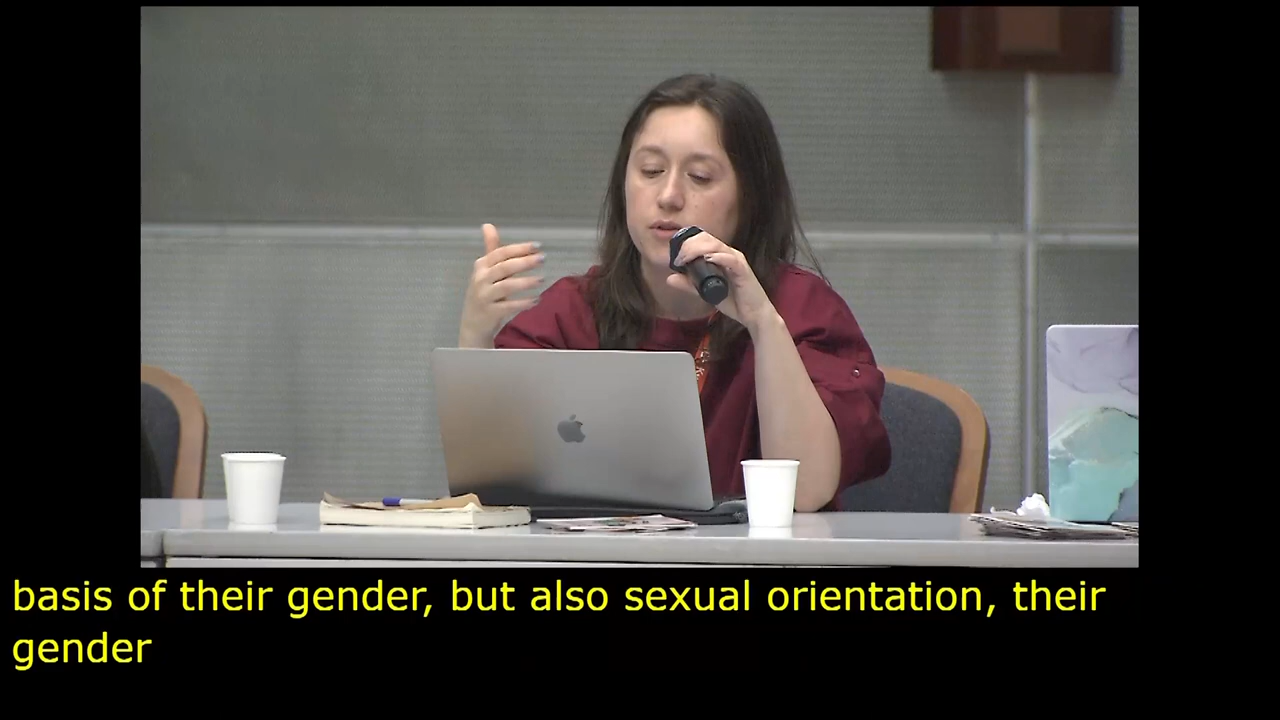 basis of their gender, but also sexual orientation, their
gender